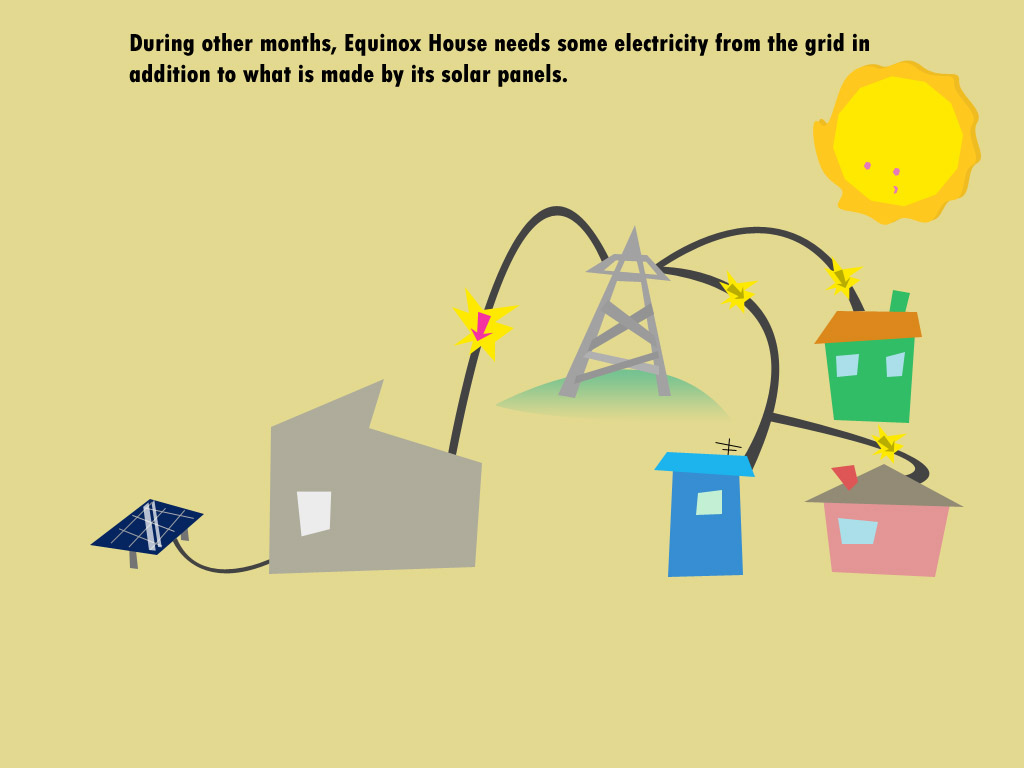 During other months, Equinox House needs some electricity from the grid in
addition to what is made by its solar panels.